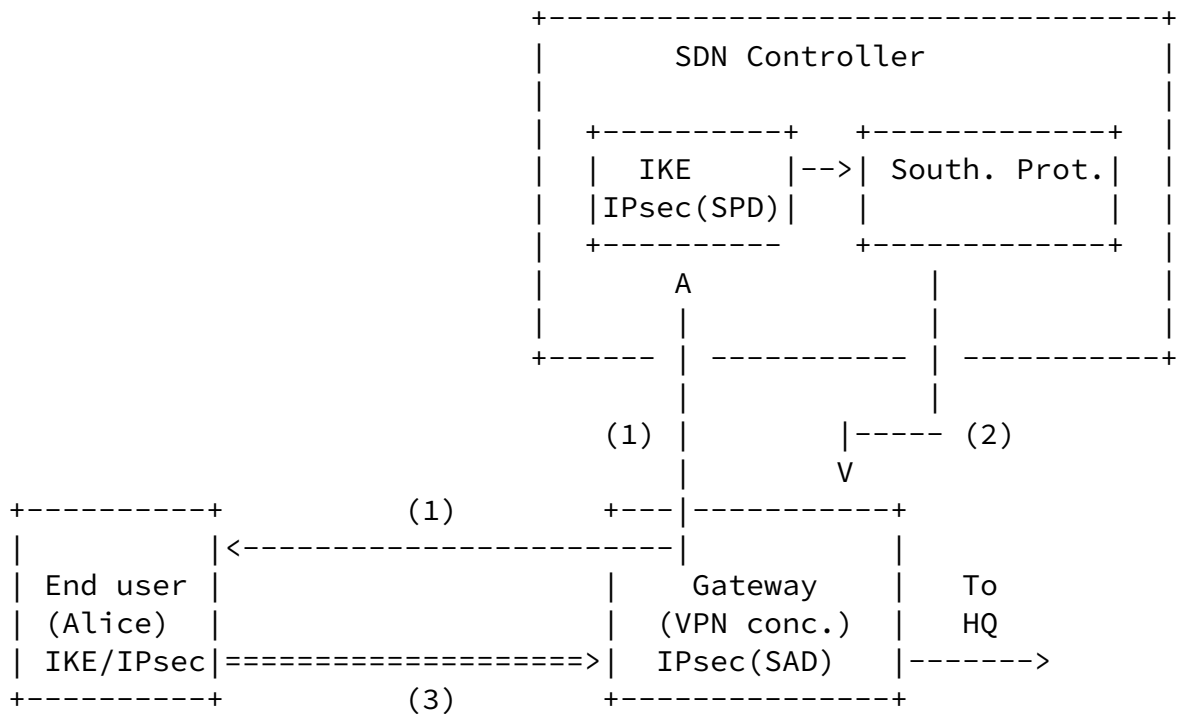 SDN Controller
IKE South. Prot.
IPsec(SPD)
A
(1) (2)
V
(1)
End user Gateway To
(Alice) (VPN conc.) HQ
IKE/IPsec IPsec(SAD)
(3)